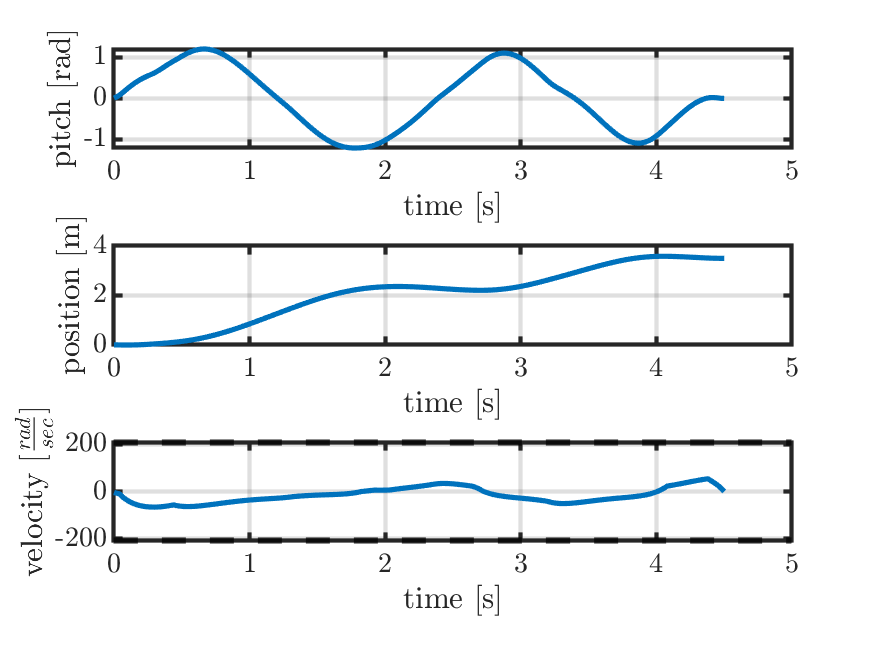 pitch [rad]
1
0
-1
0 1 2 3 4 5
time [s]
position [m]
4
2
0
0 1 2 3 4 5
time [s]
velocity [rad/sec]
200
0
-200
0 1 2 3 4 5
time [s]